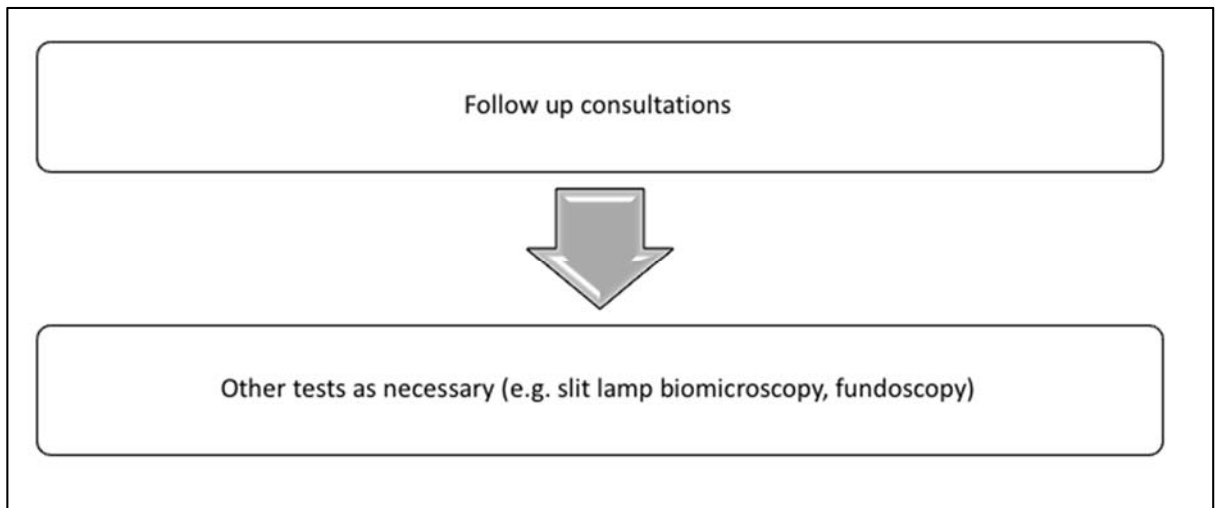 Follow up consultations
Other tests as necessary (e.g. slit lamp biomicroscopy, fundoscopy)